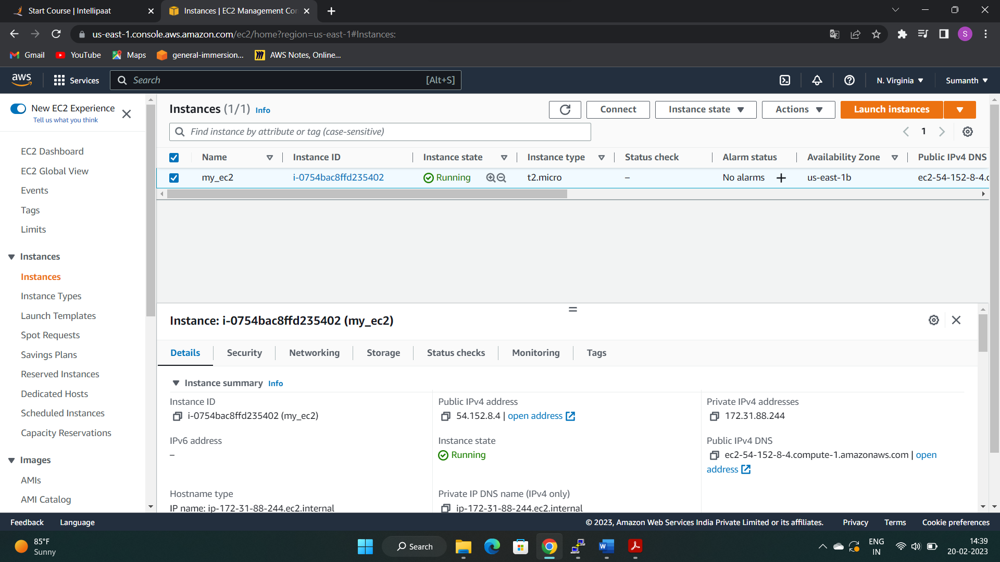 Start Course | Intellipaat
Instances | EC2 Management Con
us-east-1.console.aws.amazon.com/ec2/home?region=us-east-1#Instances:
S
Gmail
YouTube
Maps
general-immersion...
AWS Notes, Online...
aws
Services
Search
[Alt+S]
N. Virginia
Sumanth
New EC2 Experience
Tell us what you think
EC2 Dashboard
EC2 Global View
Events
Tags
Limits
Instances
Instances
Instance Types
Launch Templates
Spot Requests
Savings Plans
Reserved Instances
Dedicated Hosts
Scheduled Instances
Capacity Reservations
Images
AMIs
AMI Catalog
Instances (1/1) Info
Connect
Instance state
Actions
Launch instances
Find instance by attribute or tag (case-sensitive)
1
Name
Instance ID
Instance state
Instance type
Status check
Alarm status
Availability Zone
Public IPv4 DNS
my_ec2
i-0754bac8ffd235402
Running
t2.micro
–
No alarms
us-east-1b
ec2-54-152-8-4.c
Instance: i-0754bac8ffd235402 (my_ec2)
Details
Security
Networking
Storage
Status checks
Monitoring
Tags
Instance summary Info
Instance ID
i-0754bac8ffd235402 (my_ec2)
Public IPv4 address
54.152.8.4 | open address
Private IPv4 addresses
172.31.88.244
IPv6 address
–
Instance state
Running
Public IPv4 DNS
ec2-54-152-8-4.compute-1.amazonaws.com | open
address
Hostname type
IP name: ip-172-31-88-244.ec2.internal
Private IP DNS name (IPv4 only)
ip-172-31-88-244.ec2.internal
Feedback
Language
© 2023, Amazon Web Services India Private Limited or its affiliates.
Privacy
Terms
Cookie preferences
85°F
Sunny
Search
W
ENG
IN
14:39
20-02-2023